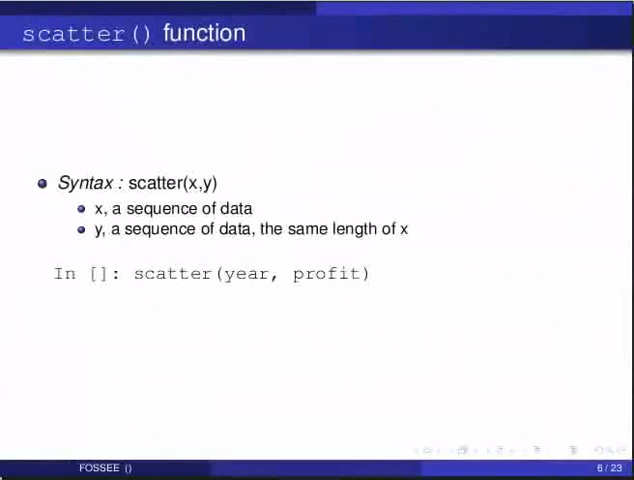 scatter() function
Syntax : scatter(x,y)
x, a sequence of data
y, a sequence of data, the same length of x
In []: scatter(year, profit)
FOSSEE ()
6 / 23